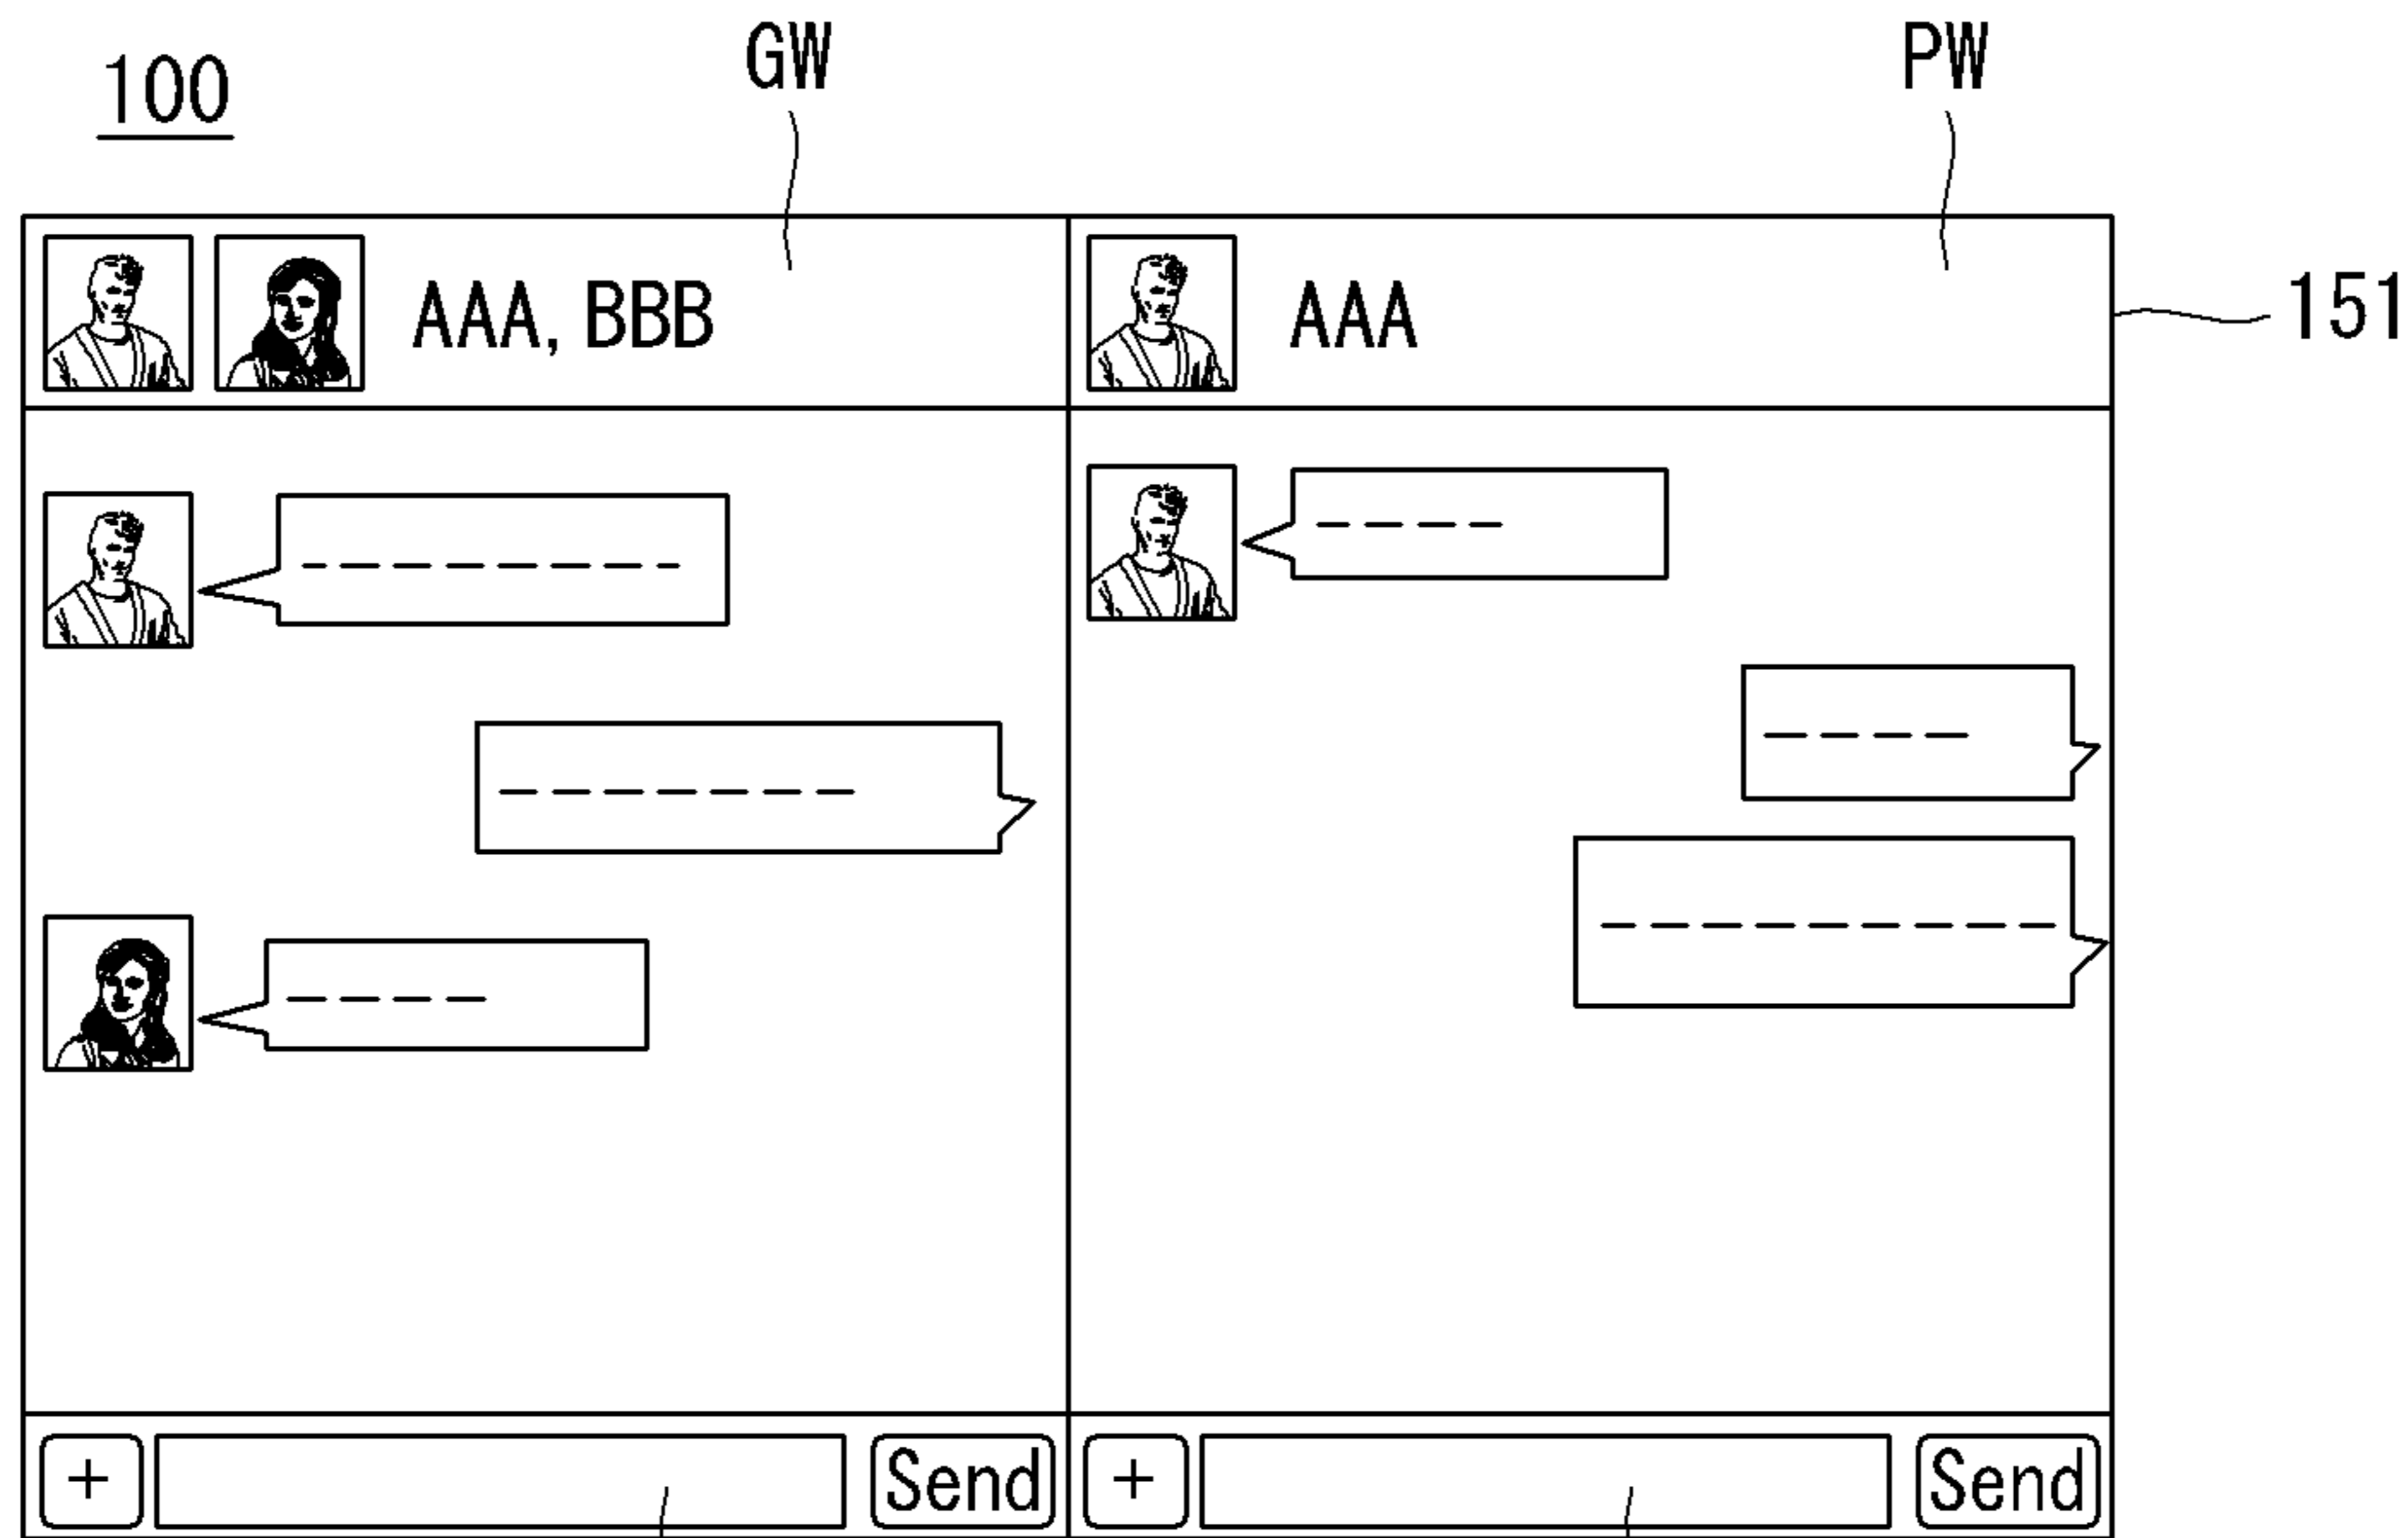 100
GW
PW
AAA, BBB
AAA
151
+
Send
+
Send